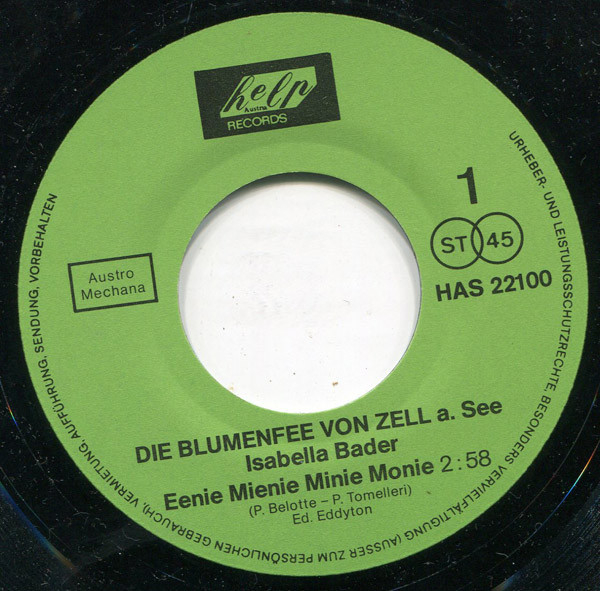 help
Austria
RECORDS
1
ST 45
HAS 22100
Austro
Mechana
DIE BLUMENFEE VON ZELL a. See
Isabella Bader
Eenie Mienie Minie Monie 2:58
(P. Belotte – P. Tomelleri)
Ed. Eddyton
URHEBER- UND LEISTUNGSSCHUTZRECHTE, BESONDERS VERVIELFÄLTIGUNG (AUSSER ZUM PERSÖNLICHEN GEBRAUCH), VERMIETUNG, AUFFÜHRUNG, SENDUNG, VORBEHALTEN